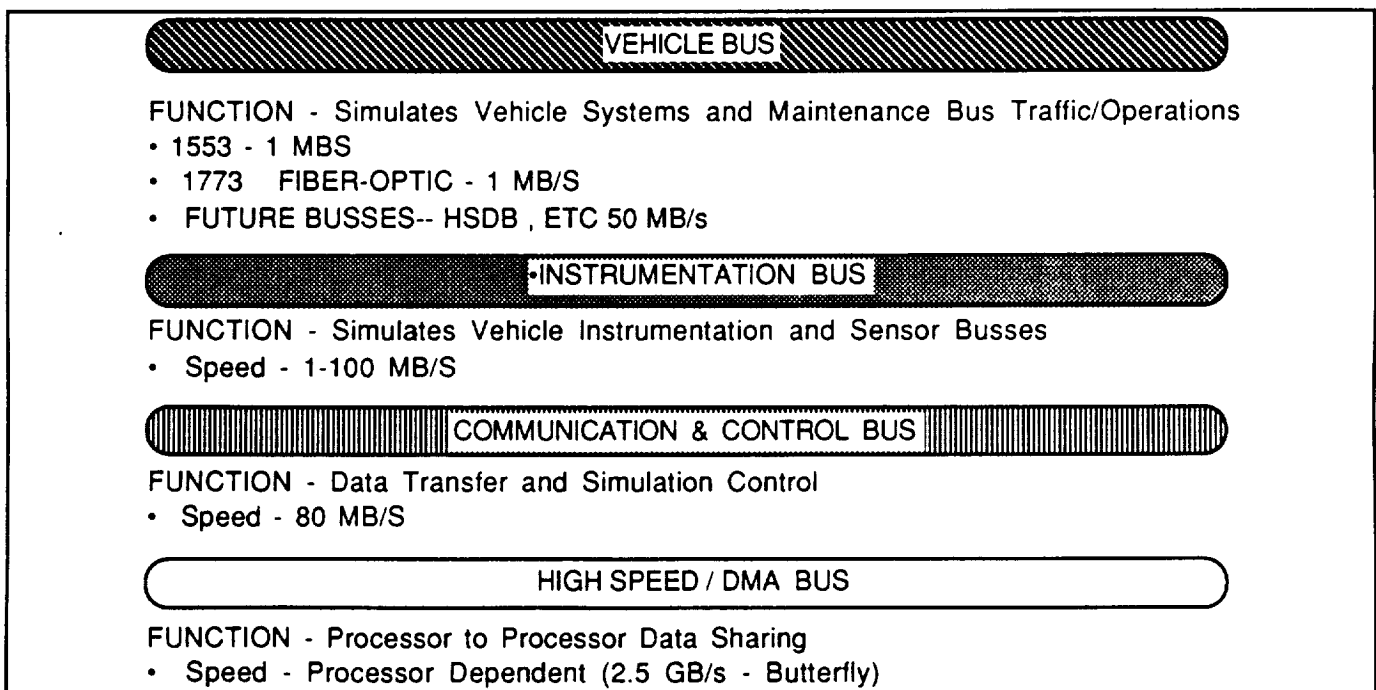 VEHICLE BUS
FUNCTION - Simulates Vehicle Systems and Maintenance Bus Traffic/Operations
• 1553 - 1 MBS
• 1773 FIBER-OPTIC - 1 MB/S
• FUTURE BUSSES-- HSDB , ETC 50 MB/s
•INSTRUMENTATION BUS
FUNCTION - Simulates Vehicle Instrumentation and Sensor Busses
• Speed - 1-100 MB/S
COMMUNICATION & CONTROL BUS
FUNCTION - Data Transfer and Simulation Control
• Speed - 80 MB/S
HIGH SPEED / DMA BUS
FUNCTION - Processor to Processor Data Sharing
• Speed - Processor Dependent (2.5 GB/s - Butterfly)